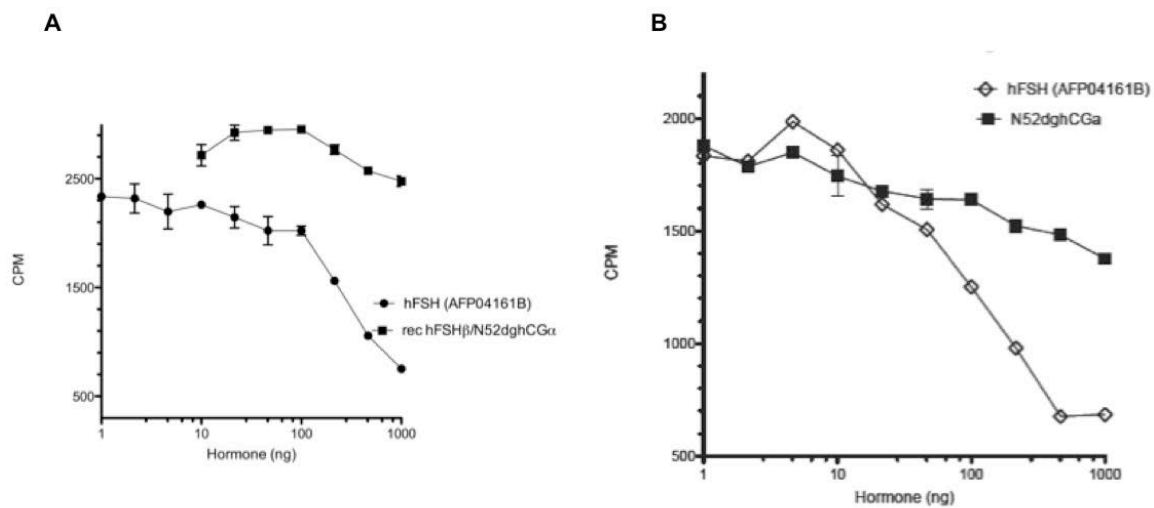 A
2500
1500
500
CPM
1
10
100
1000
Hormone (ng)
hFSH (AFP04161B)
rec hFSHβ/N52dghCGα
B
2000
1500
1000
500
CPM
1
10
100
1000
Hormone (ng)
hFSH (AFP04161B)
N52dghCGa